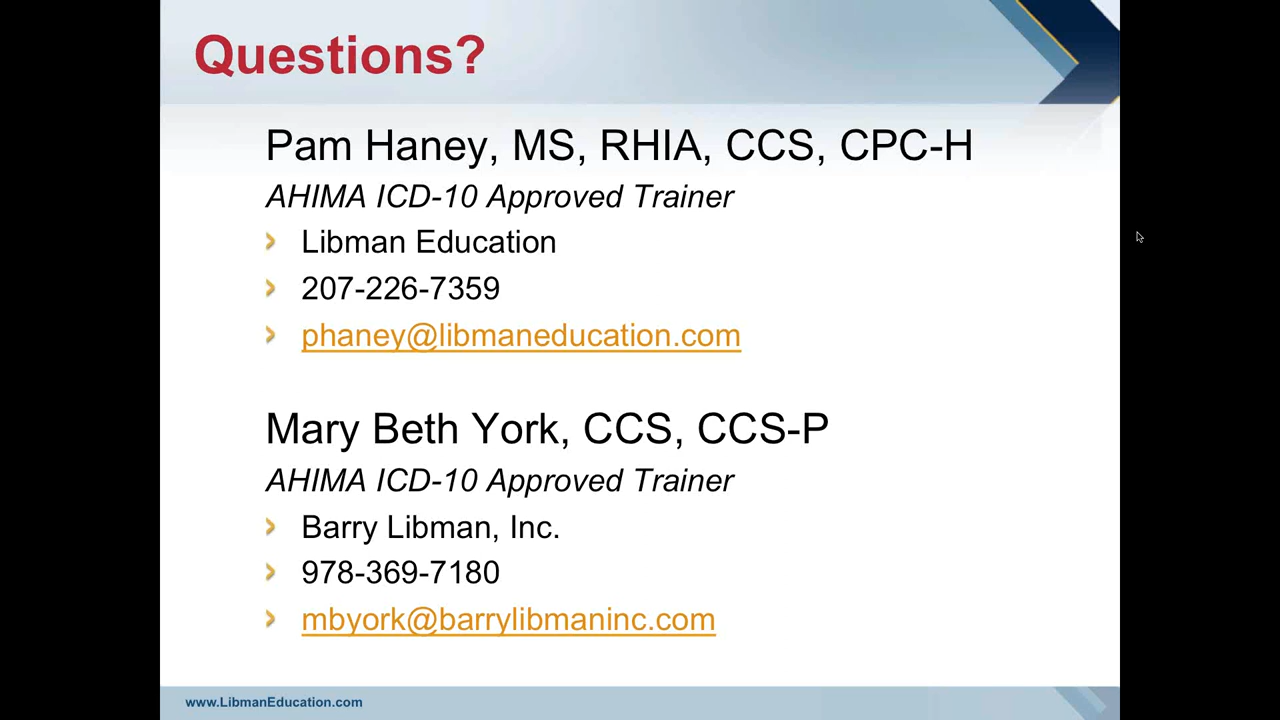 Questions?
Pam Haney, MS, RHIA, CCS, CPC-H
AHIMA ICD-10 Approved Trainer
Libman Education
207-226-7359
phaney@libmaneducation.com
Mary Beth York, CCS, CCS-P
AHIMA ICD-10 Approved Trainer
Barry Libman, Inc.
978-369-7180
mbyork@barrylibmaninc.com
www.LibmanEducation.com